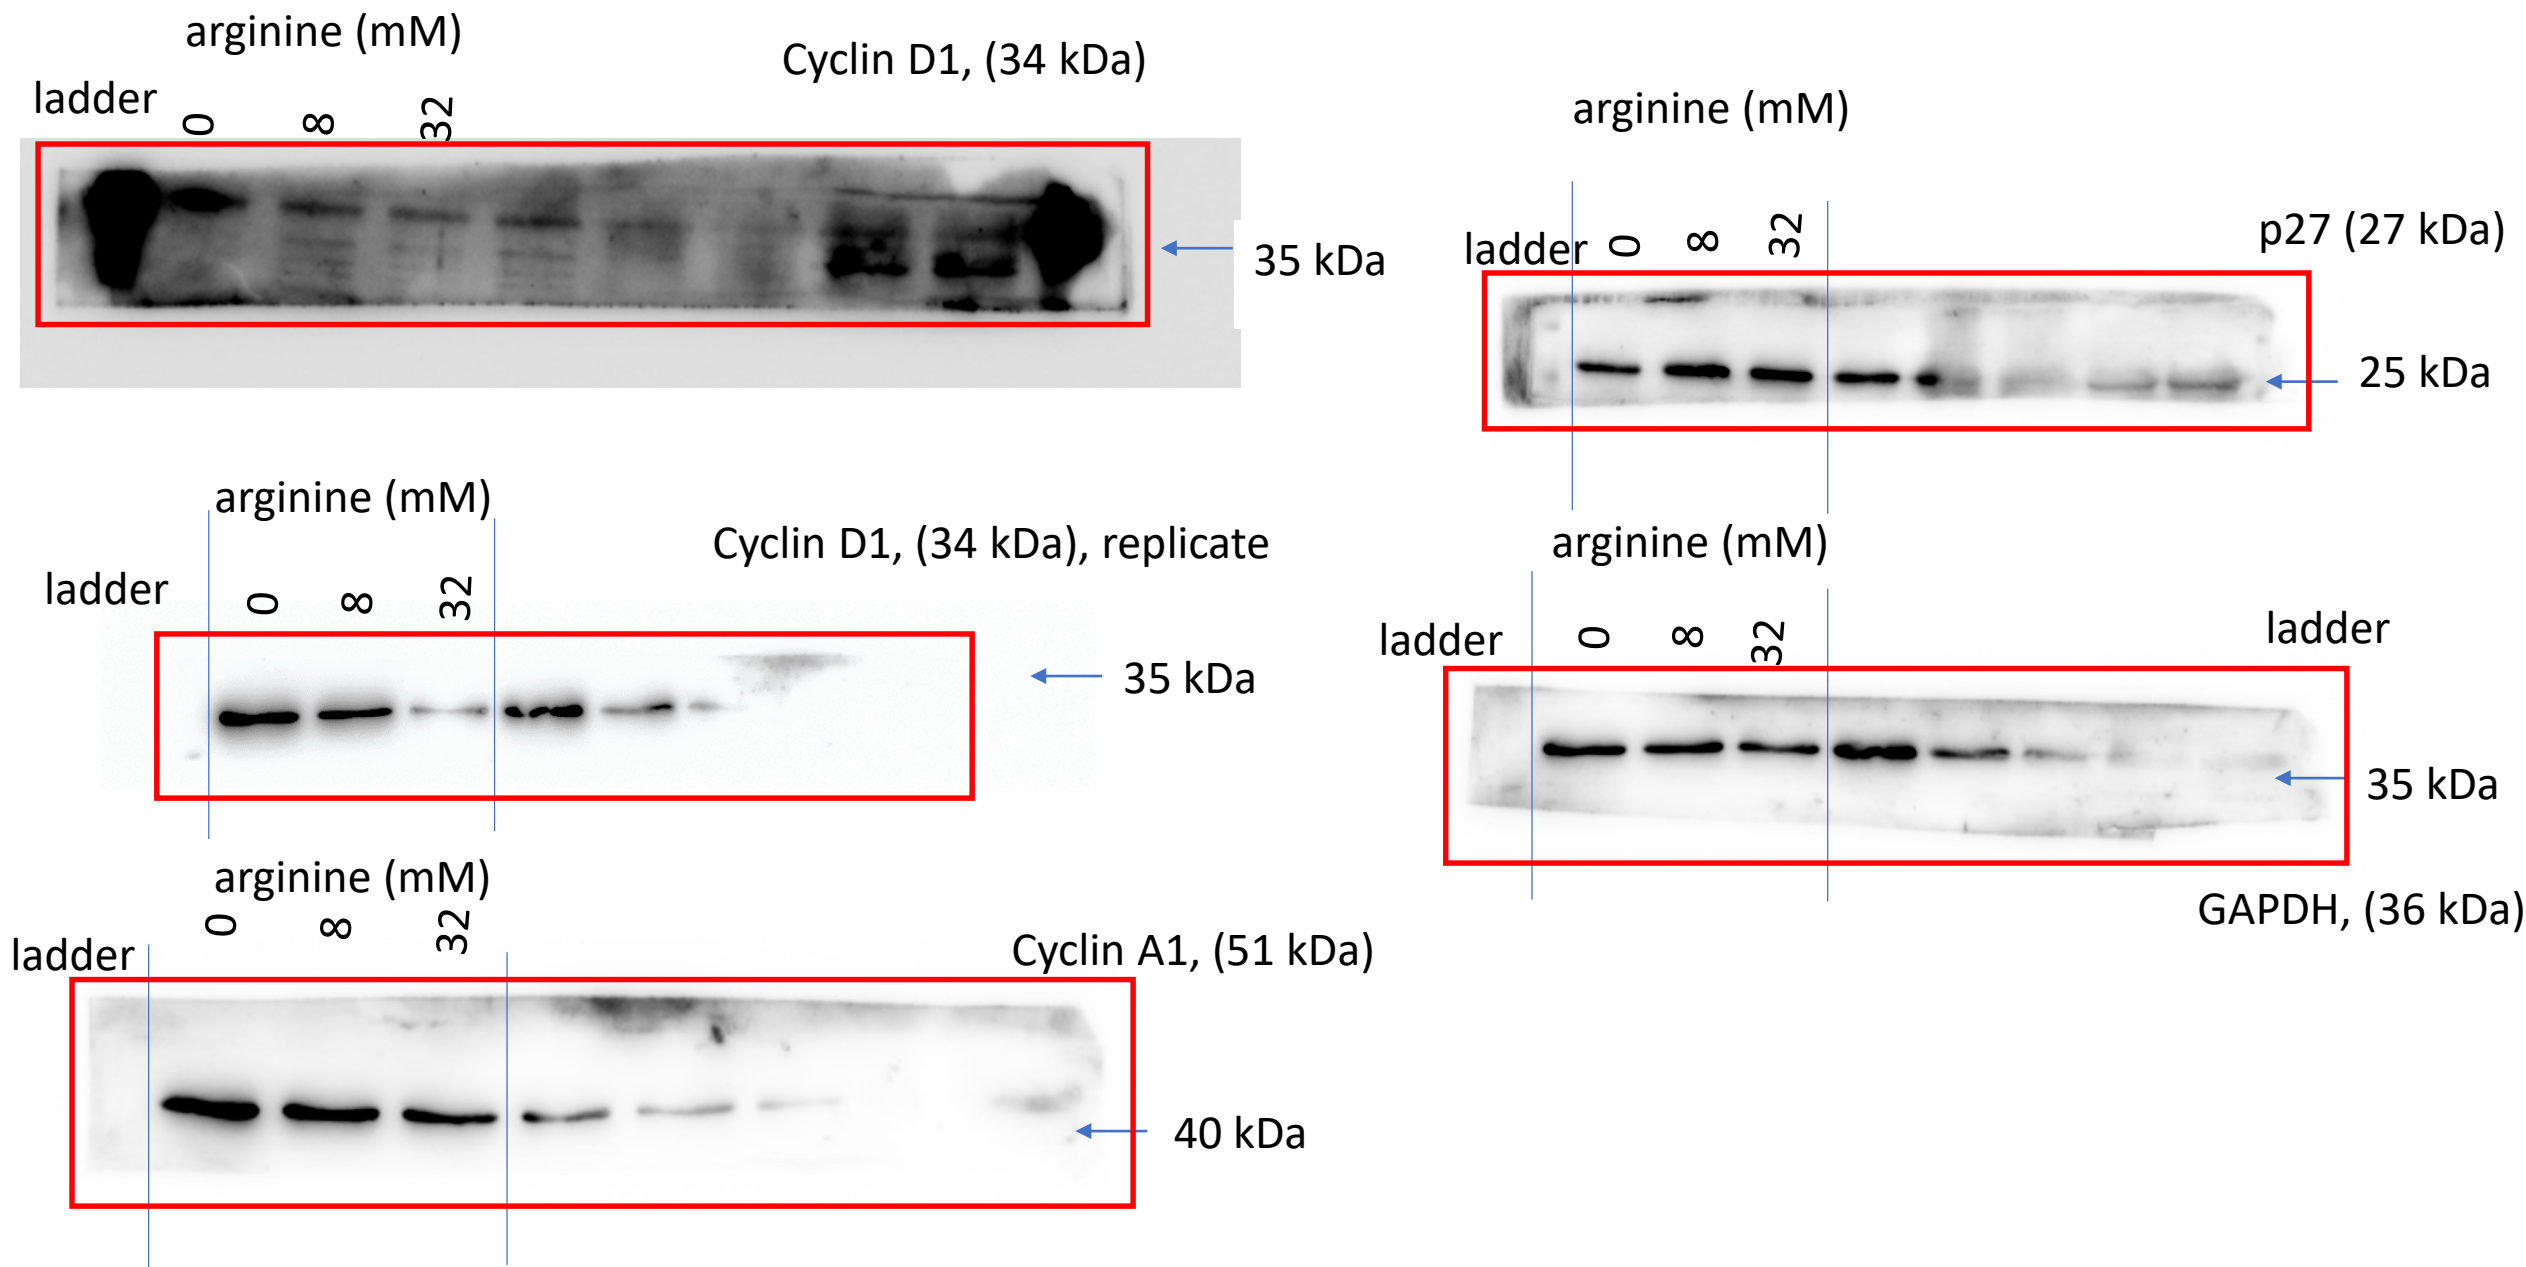 arginine (mM)
Cyclin D1, (34 kDa)
ladder
0
8
32
35 kDa
arginine (mM)
p27 (27 kDa)
ladder
0
8
32
25 kDa
arginine (mM)
Cyclin D1, (34 kDa), replicate
ladder
0
8
32
35 kDa
arginine (mM)
ladder
0
8
32
ladder
35 kDa
GAPDH, (36 kDa)
arginine (mM)
0
8
32
ladder
Cyclin A1, (51 kDa)
40 kDa